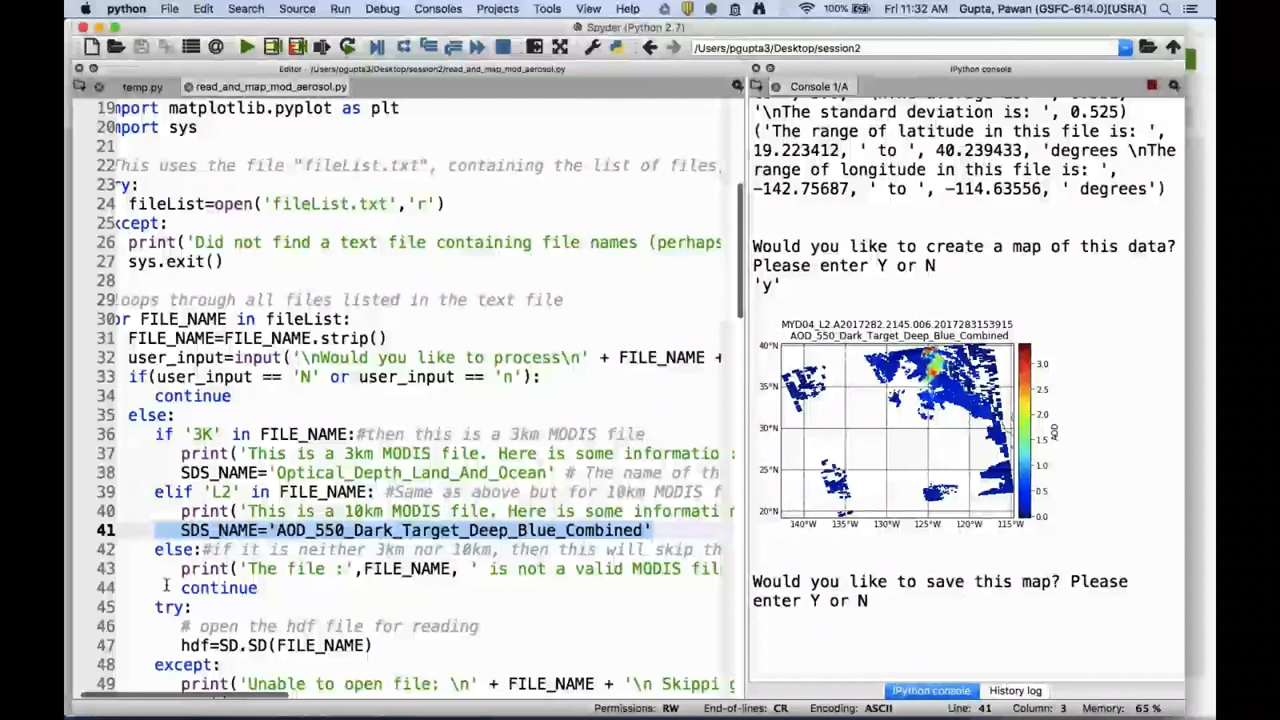 python File Edit Search Source Run Debug Consoles Projects Tools View Help 100% Fri 11:32 AM Gupta, Pawan (GSFC-614.0)[USRA)
Spyder (Python 2.7)
/Users/pgupta3/Desktop/session2
Editor - /Users/pgupta3/Desktop/session2/read_and_map_mod_aerosol.py
temp.py read_and_map_mod_aerosol.py
19 mport matplotlib.pyplot as plt
20 mport sys
21
22 This uses the file "fileList.txt", containing the list of files,
23 ry:
24 fileList=open('fileList.txt','r')
25 xcept:
26 print('Did not find a text file containing file names (perhaps
27 sys.exit()
28
29 loops through all files listed in the text file
30 or FILE_NAME in fileList:
31 FILE_NAME=FILE_NAME.strip()
32 user_input=input('\nWould you like to process\n' + FILE_NAME +
33 if(user_input == 'N' or user_input == 'n'):
34 continue
35 else:
36 if '3K' in FILE_NAME:#then this is a 3km MODIS file
37 print('This is a 3km MODIS file. Here is some informatio
38 SDS_NAME='Optical_Depth_Land_And_Ocean' # The name of th
39 elif 'L2' in FILE_NAME: #Same as above but for 10km MODIS f
40 print('This is a 10km MODIS file. Here is some informati
41 SDS_NAME='AOD_550_Dark_Target_Deep_Blue_Combined'
42 else:#if it is neither 3km nor 10km, then this will skip th
43 print('The file :',FILE_NAME, ' is not a valid MODIS fil
44 continue
45 try:
46 # open the hdf file for reading
47 hdf=SD.SD(FILE_NAME)
48 except:
49 print('Unable to open file: \n' + FILE_NAME + '\n Skippi
IPython console
Console 1/A
'\nThe standard deviation is: ', 0.525)
('The range of latitude in this file is: ',
19.223412, ' to ', 40.239433, 'degrees \nThe
range of longitude in this file is: ',
-142.75687, ' to ', -114.63556, ' degrees')
Would you like to create a map of this data?
Please enter Y or N
'y'
MYD04_L2.A2017282.2145.006.2017283153915
AOD_550_Dark_Target_Deep_Blue_Combined
40°N
35°N
30°N
25°N
20°N
140°W 135°W 130°W 125°W 120°W 115°W
3.0
2.5
2.0
1.5
1.0
0.5
0.0
AOD
Would you like to save this map? Please
enter Y or N
IPython console History log
Permissions: RW End-of-lines: CR Encoding: ASCII Line: 41 Column: 3 Memory: 65 %